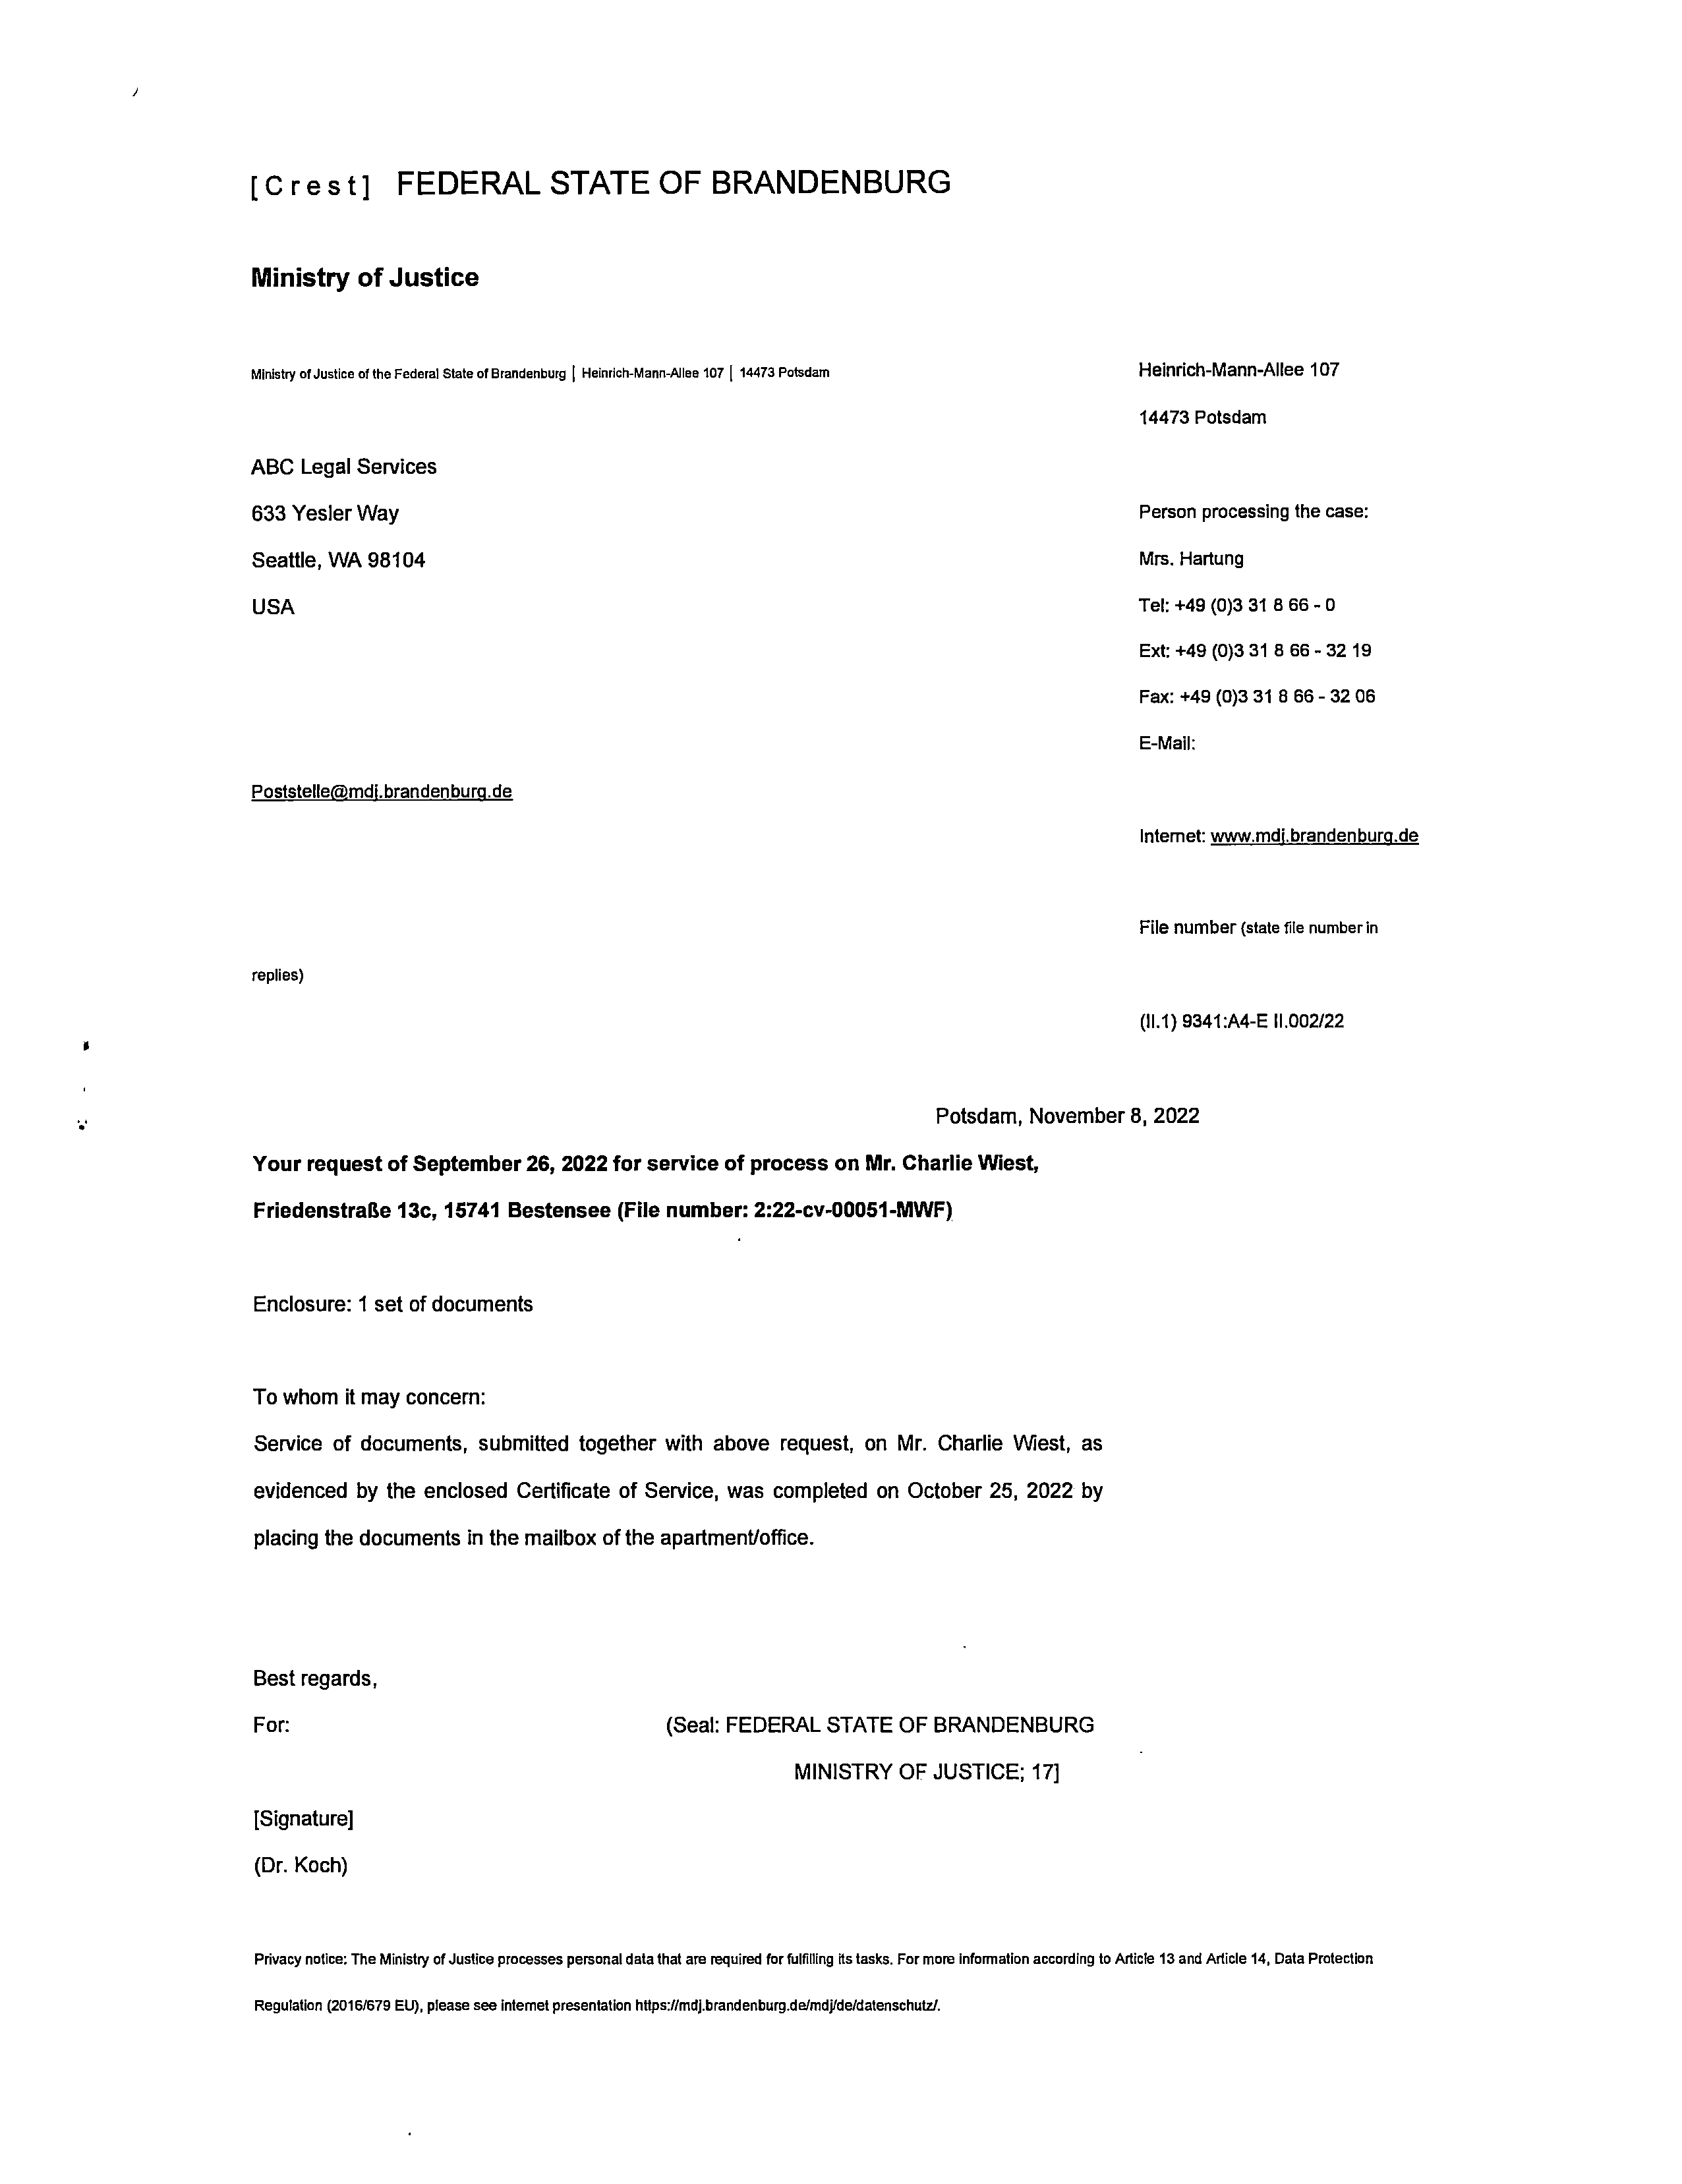 [Crest] FEDERAL STATE OF BRANDENBURG
Ministry of Justice
Ministry of Justice of the Federal State of Brandenburg | Heinrich-Mann-Allee 107 | 14473 Potsdam
Heinrich-Mann-Allee 107
14473 Potsdam
ABC Legal Services
633 Yesler Way
Seattle, WA 98104
USA
Person processing the case:
Mrs. Hartung
Tel: +49 (0)3 31 8 66 - 0
Ext: +49 (0)3 31 8 66 - 32 19
Fax: +49 (0)3 31 8 66 - 32 06
E-Mail:
Poststelle@mdj.brandenburg.de
Internet: www.mdj.brandenburg.de
File number (state file number in
replies)
(II.1) 9341:A4-E II.002/22
Potsdam, November 8, 2022
Your request of September 26, 2022 for service of process on Mr. Charlie Wiest,
Friedenstraße 13c, 15741 Bestensee (File number: 2:22-cv-00051-MWF)
Enclosure: 1 set of documents
To whom it may concern:
Service of documents, submitted together with above request, on Mr. Charlie Wiest, as
evidenced by the enclosed Certificate of Service, was completed on October 25, 2022 by
placing the documents in the mailbox of the apartment/office.
Best regards,
For:
(Seal: FEDERAL STATE OF BRANDENBURG
MINISTRY OF JUSTICE; 17]
[Signature]
(Dr. Koch)
Privacy notice: The Ministry of Justice processes personal data that are required for fulfilling its tasks. For more information according to Article 13 and Article 14, Data Protection
Regulation (2016/679 EU), please see internet presentation https://mdj.brandenburg.de/mdj/de/datenschutz/.